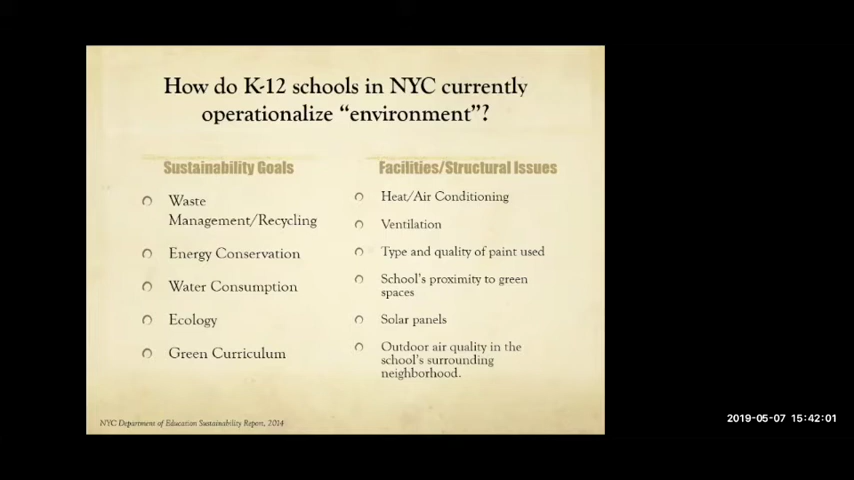 How do K-12 schools in NYC currently
operationalize “environment”?
Sustainability Goals
Waste
Management/Recycling
Energy Conservation
Water Consumption
Ecology
Green Curriculum
Facilities/Structural Issues
Heat/Air Conditioning
Ventilation
Type and quality of paint used
School's proximity to green
spaces
Solar panels
Outdoor air quality in the
school's surrounding
neighborhood.
NYC Department of Education Sustainability Report, 2014
2019-05-07 15:42:01